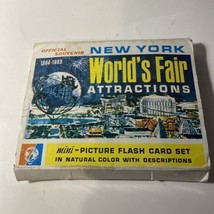 OFFICIAL SOUVENIR
NEW YORK
1964-1965
World's Fair
ATTRACTIONS
mini-PICTURE FLASH CARD SET
IN NATURAL COLOR WITH DESCRIPTIONS